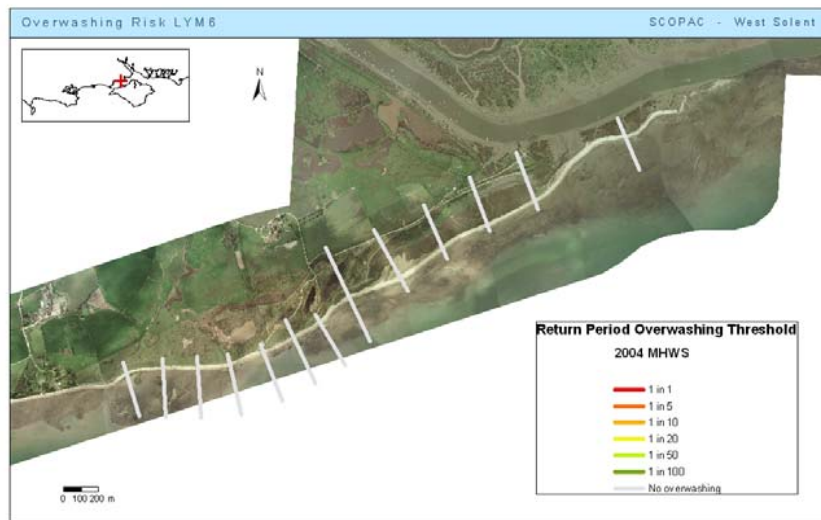 Overwashing Risk LYM6
SCOPAC - West Solent
N
Return Period Overwashing Threshold
2004 MHWS
1 in 1
1 in 5
1 in 10
1 in 20
1 in 50
1 in 100
No overwashing
0 100 200 m